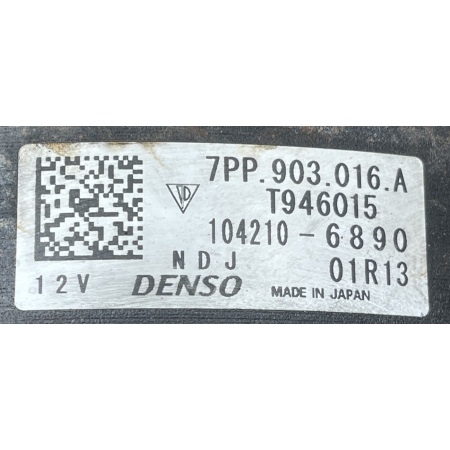 7PP.903.016.A
T946015
104210-6890
NDJ 01R13
12V DENSO MADE IN JAPAN